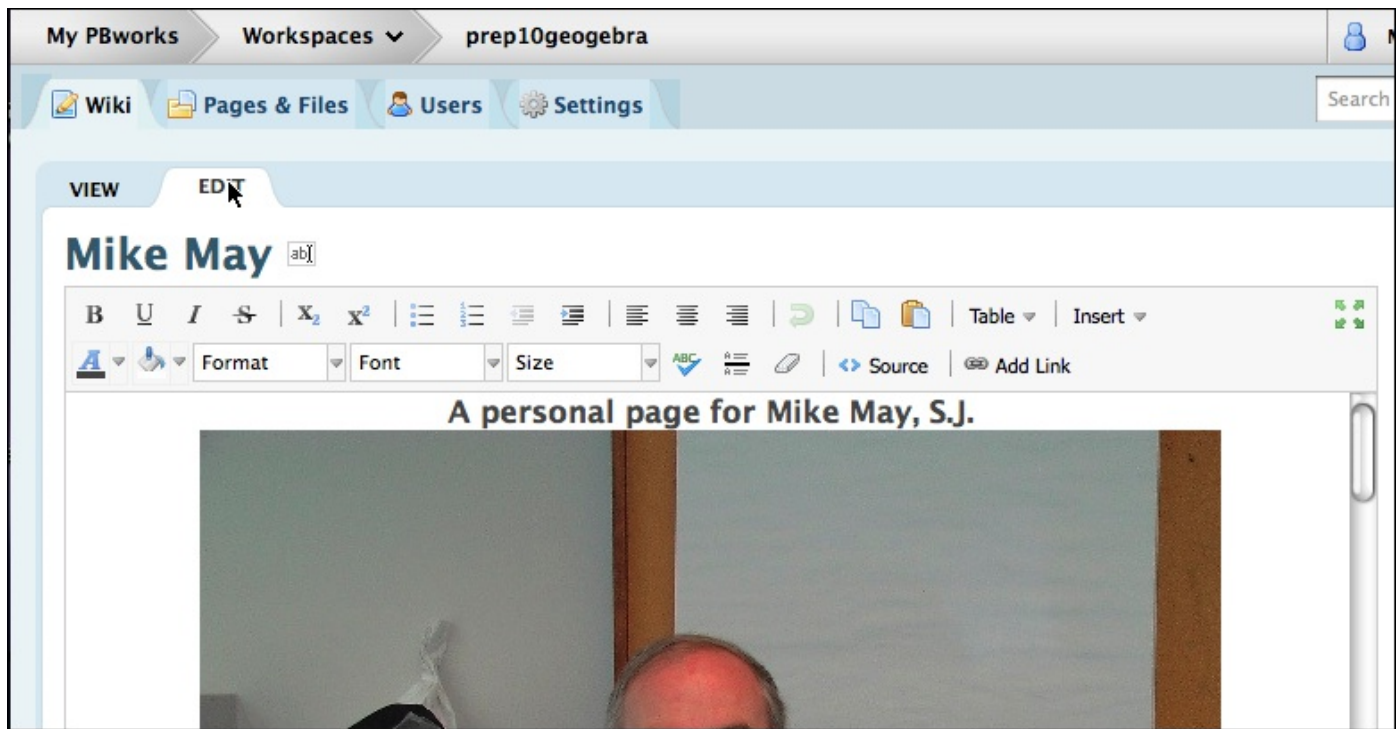 My PBworks Workspaces prep10geogebra
Wiki Pages & Files Users Settings Search
VIEW EDIT
Mike May ab
B U I S X2 x² Table Insert
A Format Font Size ABC Source Add Link
A personal page for Mike May, S.J.